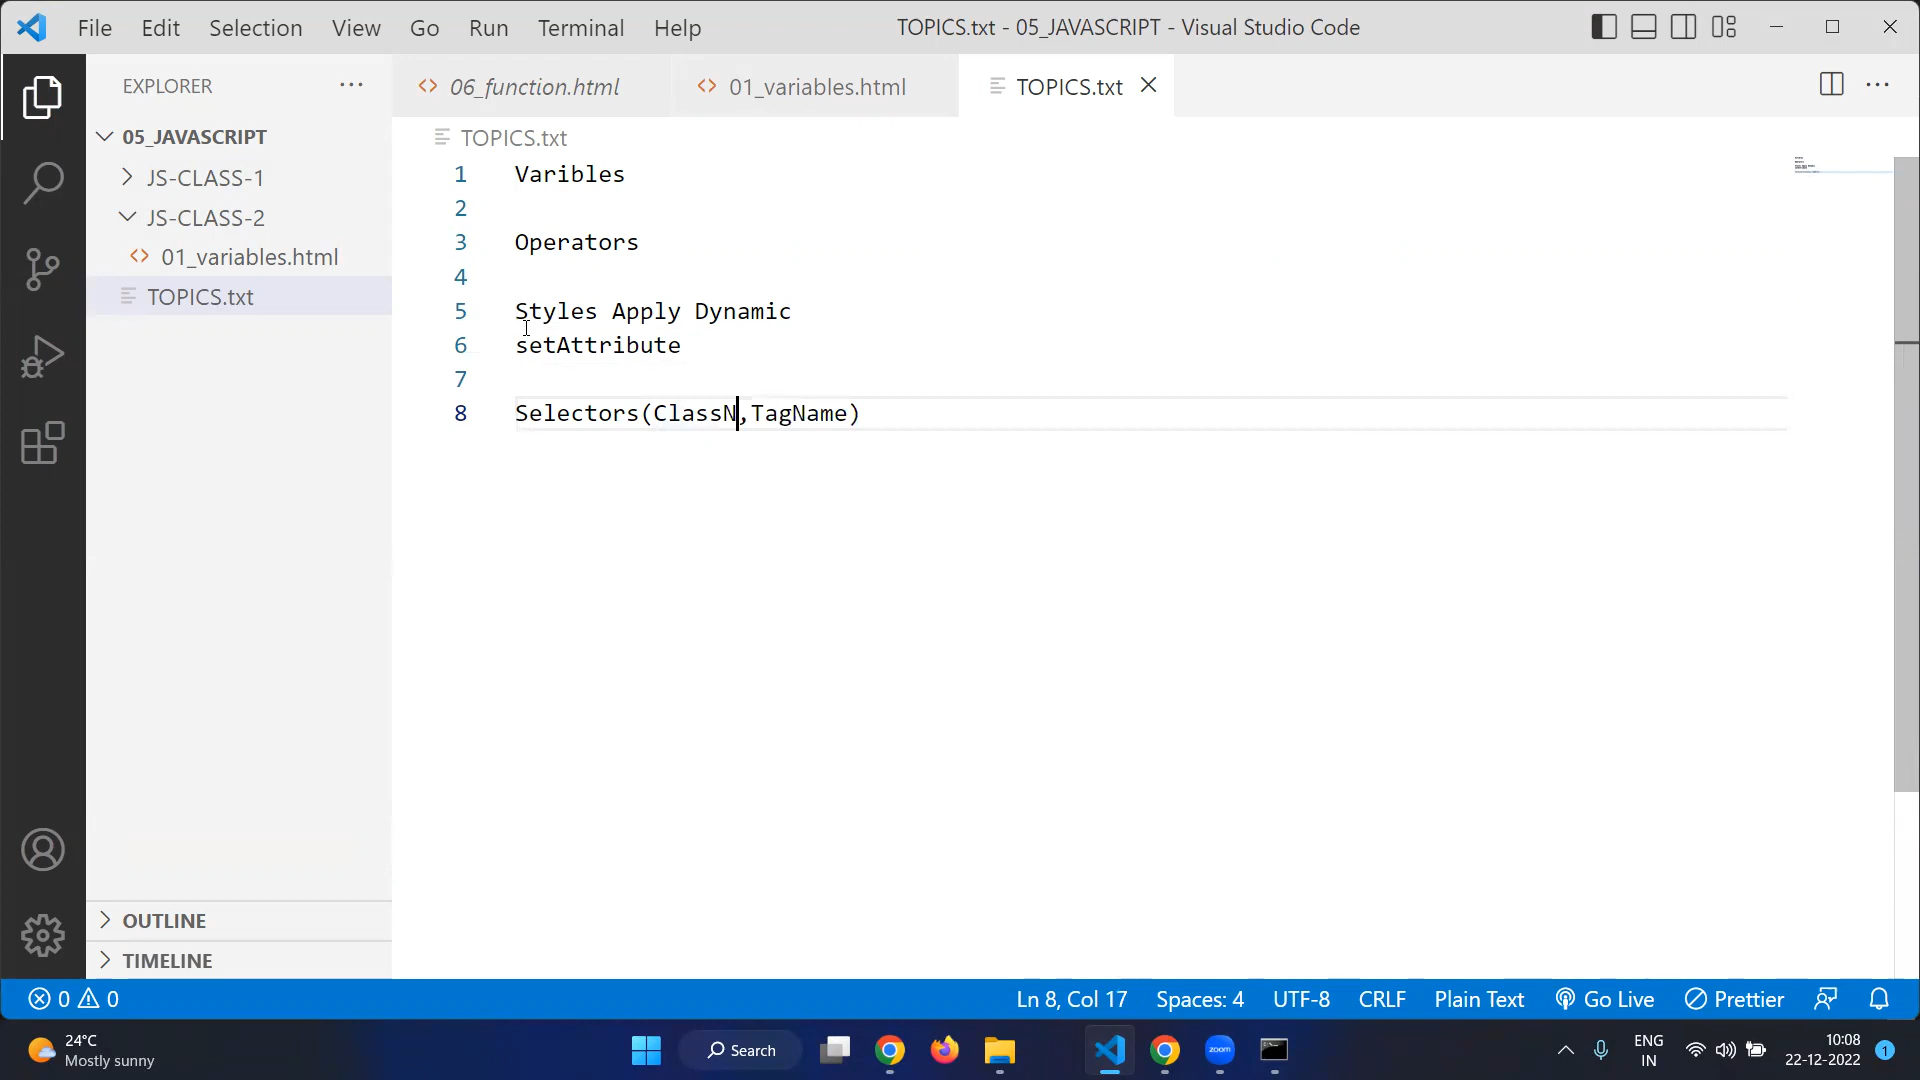 File Edit Selection View Go Run Terminal Help
TOPICS.txt - 05_JAVASCRIPT - Visual Studio Code
EXPLORER
05_JAVASCRIPT
JS-CLASS-1
JS-CLASS-2
01_variables.html
TOPICS.txt
OUTLINE
TIMELINE
06_function.html 01_variables.html TOPICS.txt
TOPICS.txt
1 Varibles
2
3 Operators
4
5 Styles Apply Dynamic
6 setAttribute
7
8 Selectors(ClassN,TagName)
0 0 Ln 8, Col 17 Spaces: 4 UTF-8 CRLF Plain Text Go Live Prettier
24°C
Mostly sunny
Search
zoom
ENG
IN
10:08
22-12-2022
1